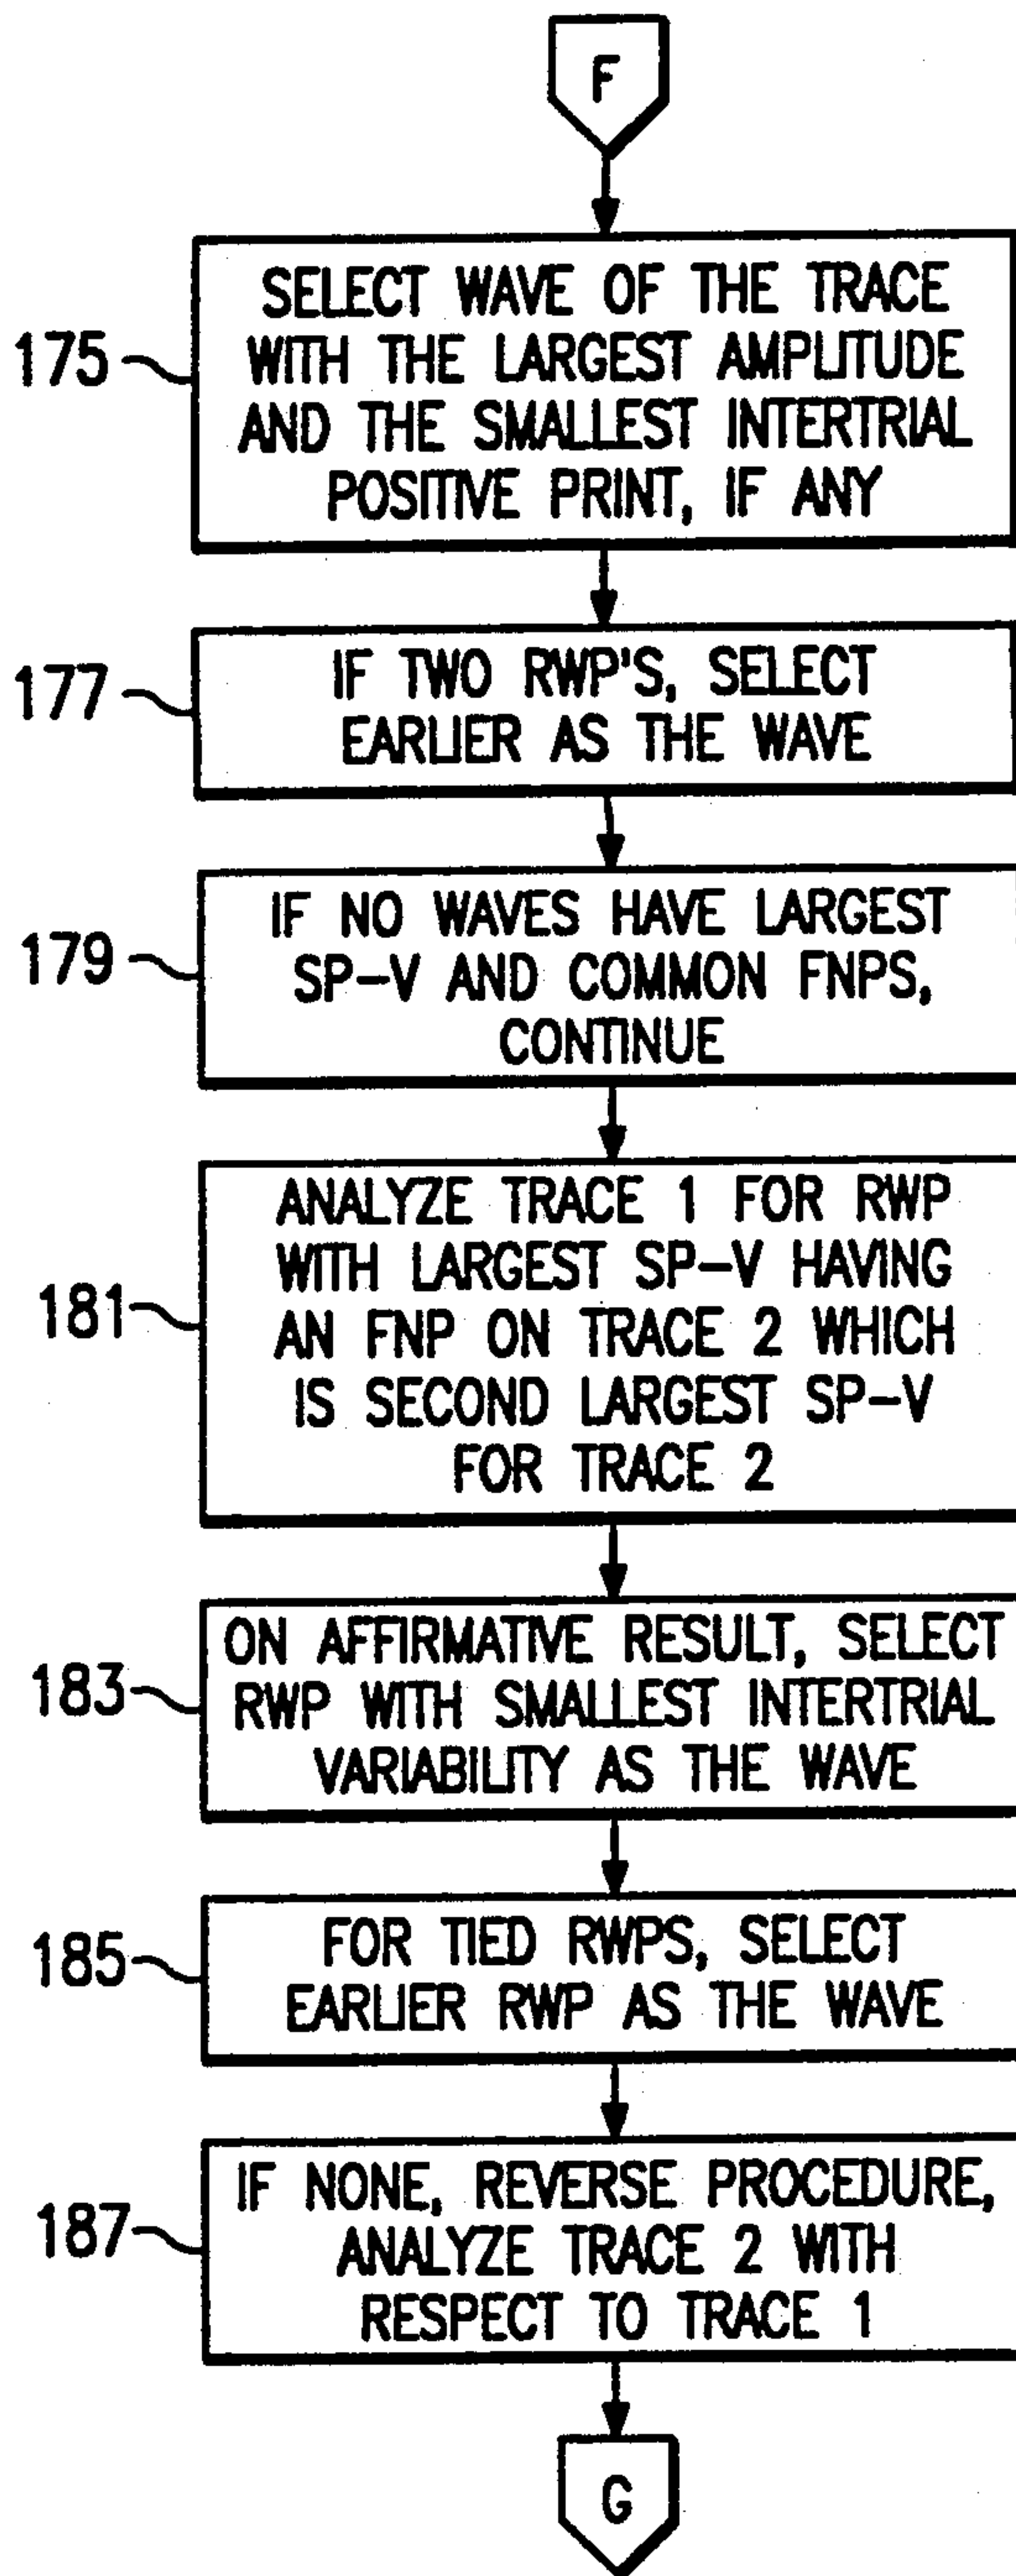 F
175
SELECT WAVE OF THE TRACE
WITH THE LARGEST AMPLITUDE
AND THE SMALLEST INTERTRIAL
POSITIVE PRINT, IF ANY
177
IF TWO RWP'S, SELECT
EARLIER AS THE WAVE
179
IF NO WAVES HAVE LARGEST
SP-V AND COMMON FNPS,
CONTINUE
181
ANALYZE TRACE 1 FOR RWP
WITH LARGEST SP-V HAVING
AN FNP ON TRACE 2 WHICH
IS SECOND LARGEST SP-V
FOR TRACE 2
183
ON AFFIRMATIVE RESULT, SELECT
RWP WITH SMALLEST INTERTRIAL
VARIABILITY AS THE WAVE
185
FOR TIED RWPS, SELECT
EARLIER RWP AS THE WAVE
187
IF NONE, REVERSE PROCEDURE,
ANALYZE TRACE 2 WITH
RESPECT TO TRACE 1
G